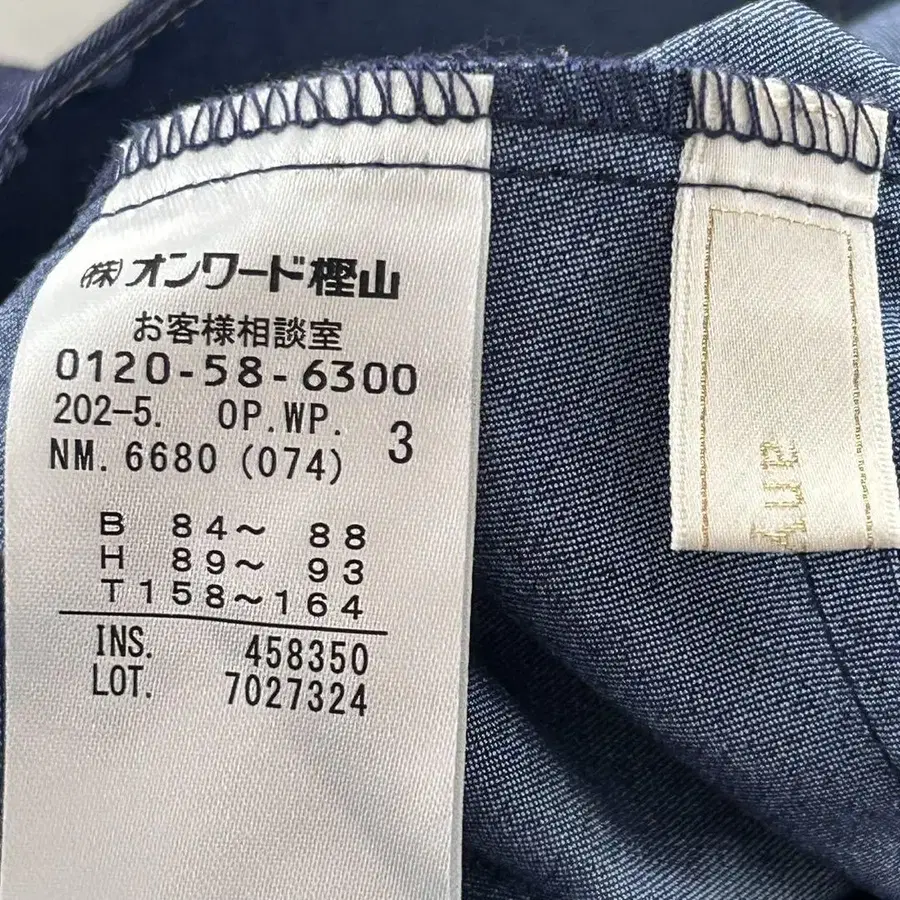 (株)オンワード樫山
お客様相談室
0120-58-6300
202-5. OP.WP. 3
NM. 6680 (074)
B 84〜 88
H 89〜 93
T158〜164
INS. 458350
LOT. 7027324